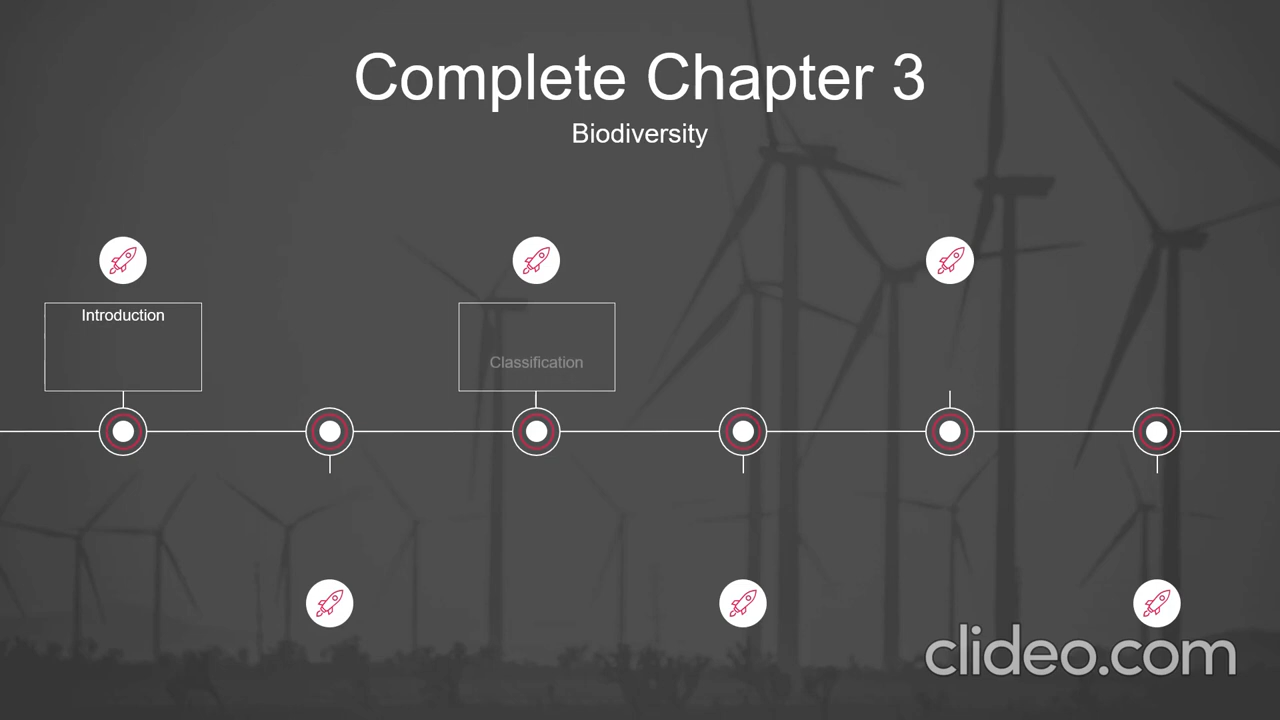 Complete Chapter 3
Biodiversity
Introduction
Classification
clideo.com